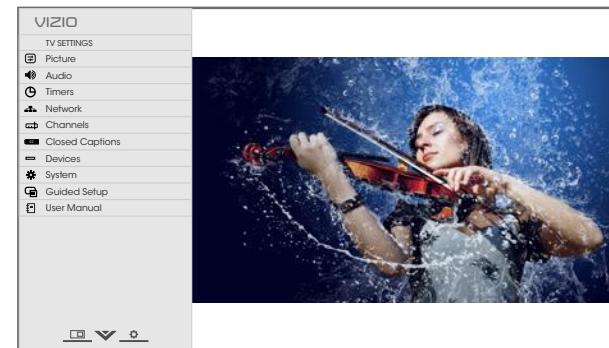 VIZIO
TV SETTINGS
Picture
Audio
Timers
Network
Channels
Closed Captions
Devices
System
Guided Setup
User Manual